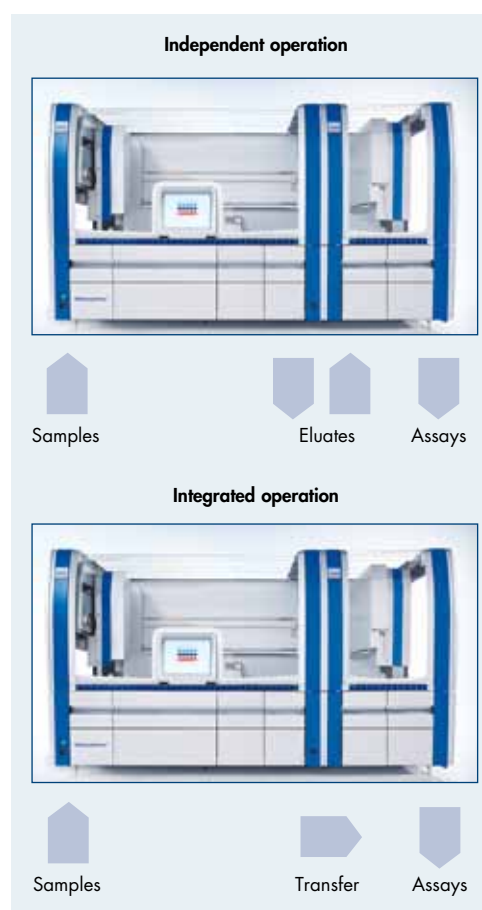 Independent operation
Samples
Eluates
Assays
Integrated operation
Samples
Transfer
Assays